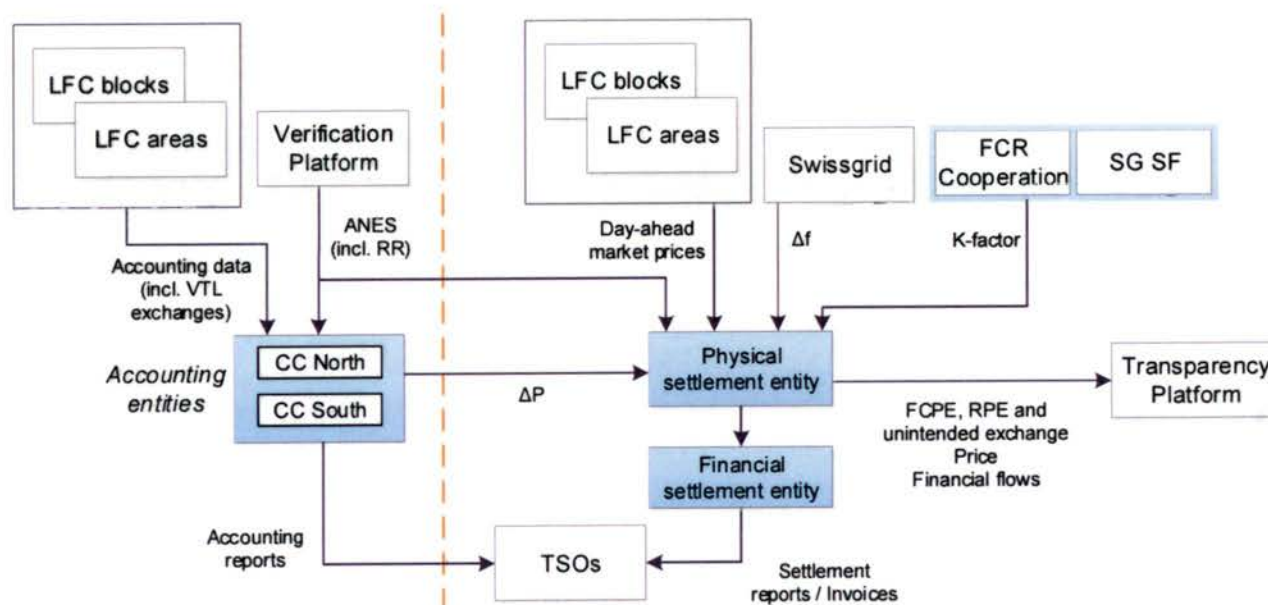 LFC blocks
LFC areas
Verification
Platform
LFC blocks
LFC areas
Swissgrid
FCR
Cooperation
SG SF
ANES
(incl. RR)
Day-ahead
market prices
Δf
K-factor
Accounting data
(incl. VTL
exchanges)
Accounting
entities
CC North
CC South
ΔP
Physical
settlement entity
Transparency
Platform
FCPE, RPE and
unintended exchange
Price
Financial flows
Financial
settlement entity
Accounting
reports
TSOs
Settlement
reports / Invoices